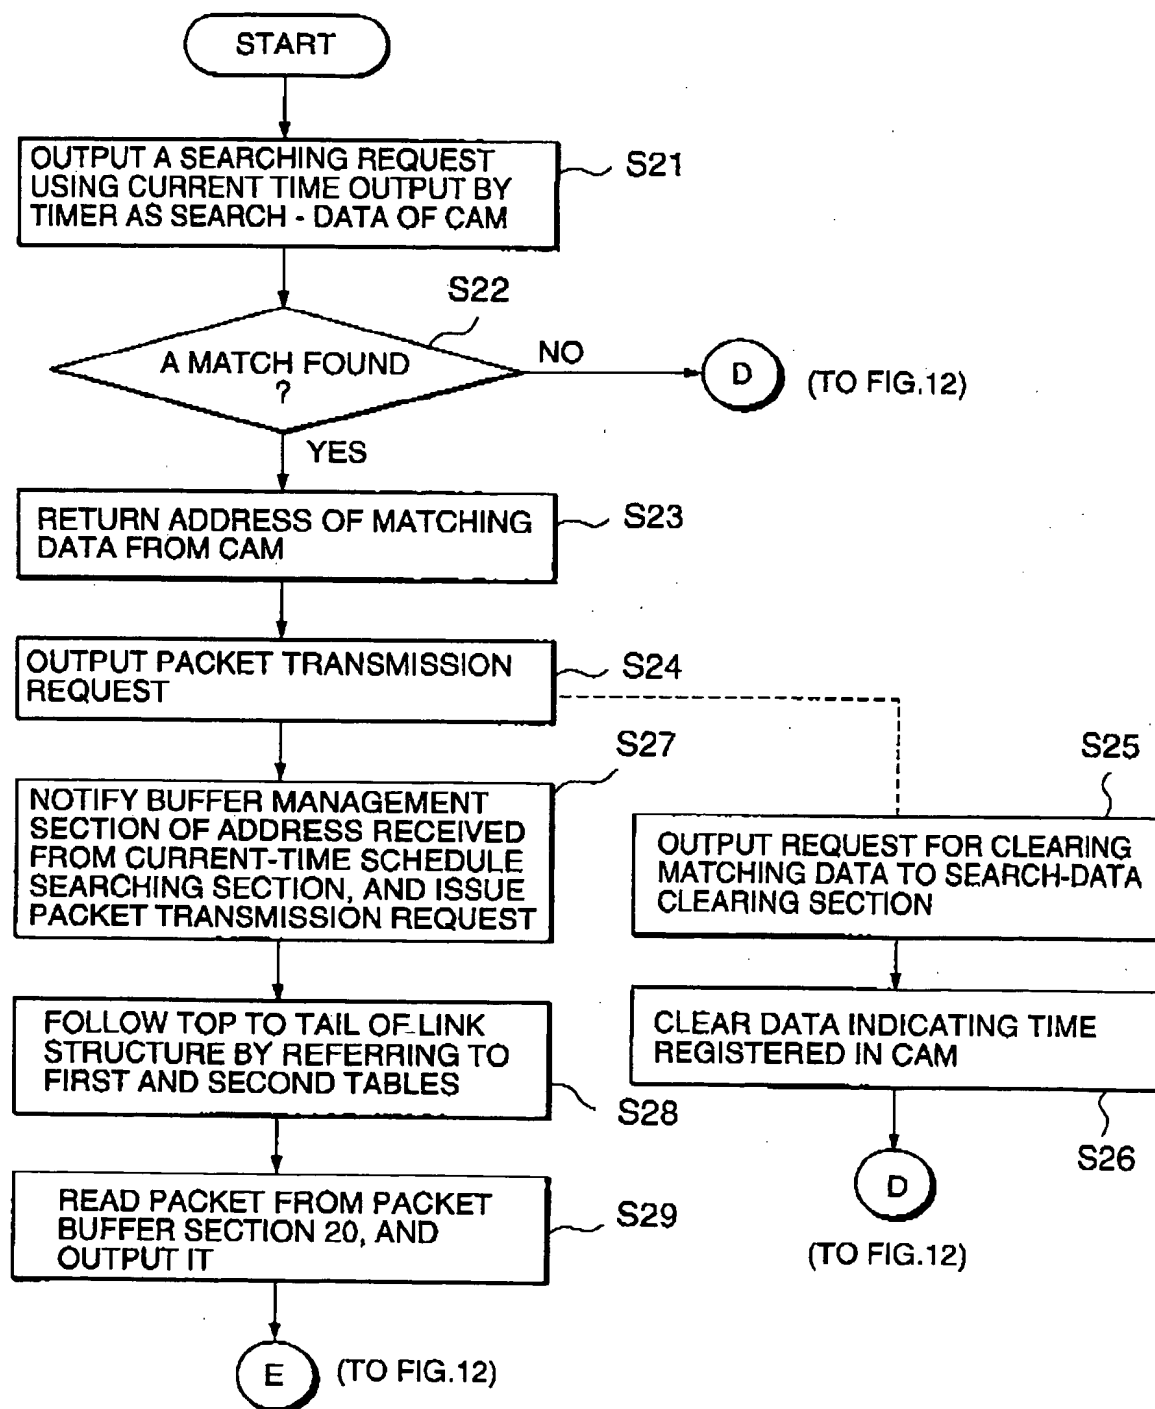 START
OUTPUT A SEARCHING REQUEST
USING CURRENT TIME OUTPUT BY
TIMER AS SEARCH - DATA OF CAM
S21
S22
A MATCH FOUND
?
NO
D
(TO FIG.12)
YES
RETURN ADDRESS OF MATCHING
DATA FROM CAM
S23
OUTPUT PACKET TRANSMISSION
REQUEST
S24
S27
NOTIFY BUFFER MANAGEMENT
SECTION OF ADDRESS RECEIVED
FROM CURRENT-TIME SCHEDULE
SEARCHING SECTION, AND ISSUE
PACKET TRANSMISSION REQUEST
S25
OUTPUT REQUEST FOR CLEARING
MATCHING DATA TO SEARCH-DATA
CLEARING SECTION
FOLLOW TOP TO TAIL OF LINK
STRUCTURE BY REFERRING TO
FIRST AND SECOND TABLES
S28
CLEAR DATA INDICATING TIME
REGISTERED IN CAM
S26
READ PACKET FROM PACKET
BUFFER SECTION 20, AND
OUTPUT IT
S29
D
(TO FIG.12)
E
(TO FIG.12)